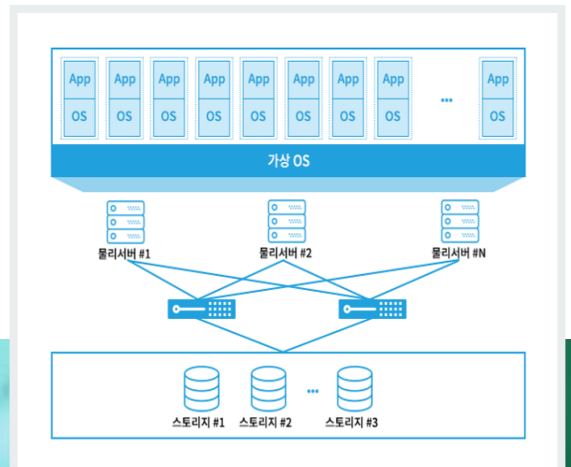 App App App App App App App App ... App
OS OS OS OS OS OS OS OS OS
가상 OS
물리서버 #1 물리서버 #2 물리서버 #N
스토리지 #1 스토리지 #2 ... 스토리지 #3